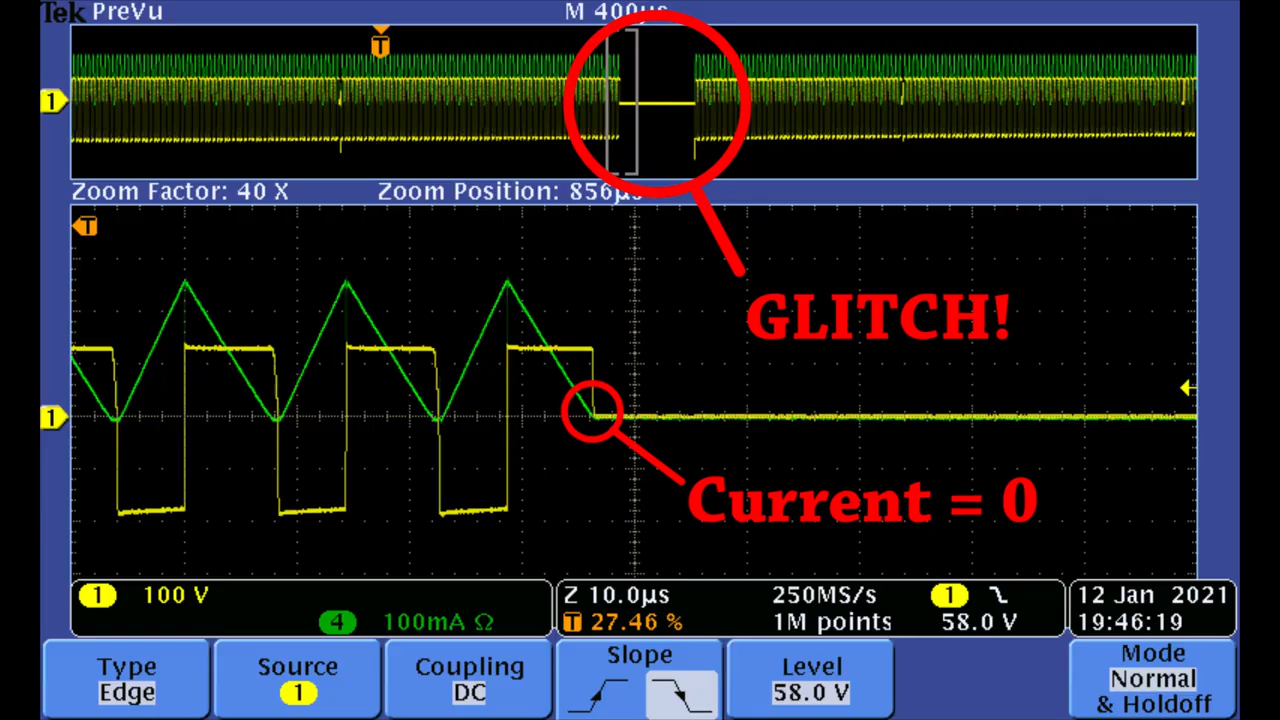 Tek PreVu M 400µs
T
1
Zoom Factor: 40 X Zoom Position: 856µs
T
GLITCH!
1
Current = 0
1 100 V Z 10.0µs 250MS/s 1 12 Jan 2021
4 100mA Ω T 27.46 % 1M points 58.0 V 19:46:19
Type Source Coupling Slope Level Mode
Edge 1 DC 58.0 V Normal
& Holdoff